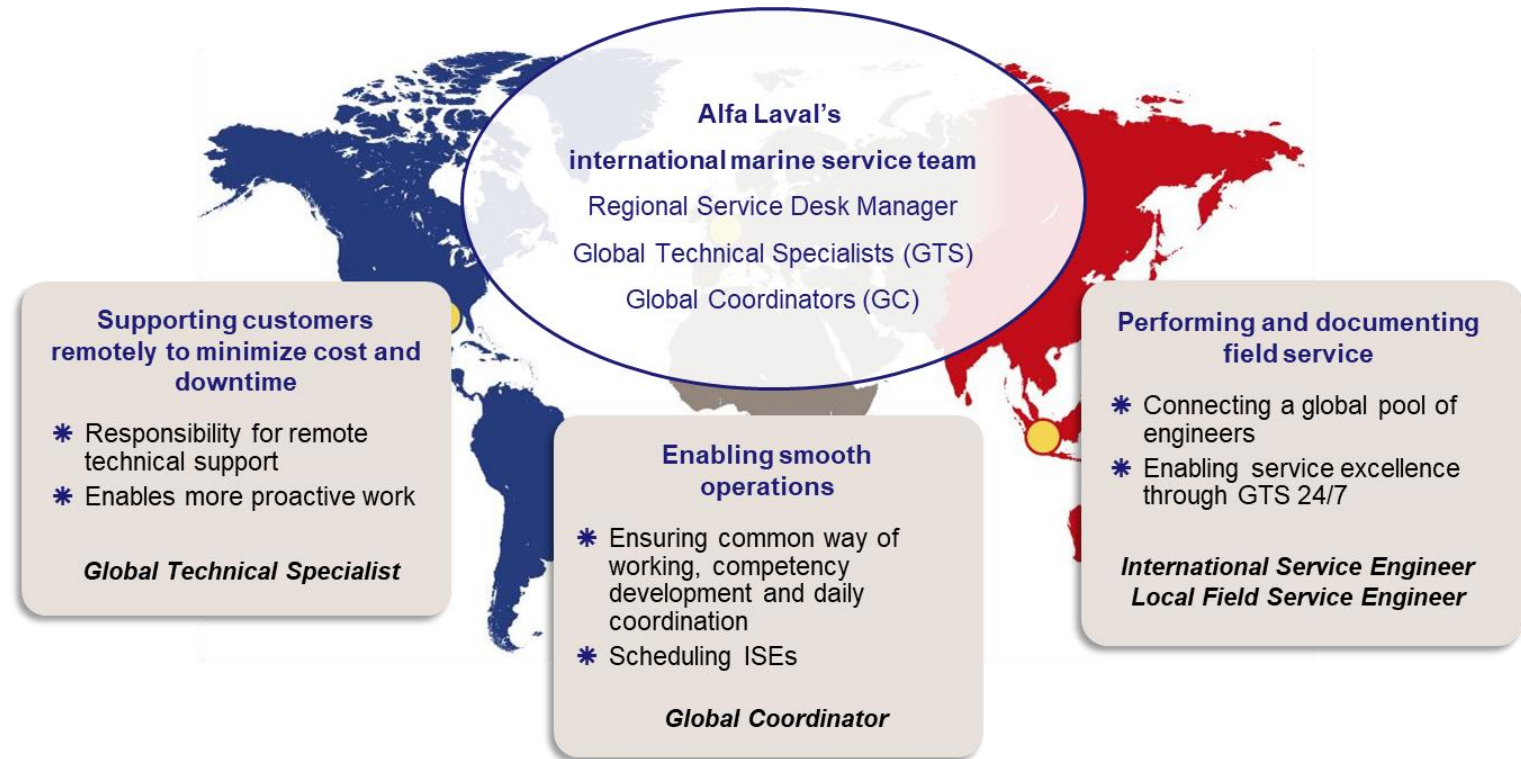 Alfa Laval’s
international marine service team
Regional Service Desk Manager
Global Technical Specialists (GTS)
Global Coordinators (GC)
Supporting customers
remotely to minimize cost and
downtime
Responsibility for remote
technical support
Enables more proactive work
Global Technical Specialist
Enabling smooth
operations
Ensuring common way of
working, competency
development and daily
coordination
Scheduling ISEs
Global Coordinator
Performing and documenting
field service
Connecting a global pool of
engineers
Enabling service excellence
through GTS 24/7
International Service Engineer
Local Field Service Engineer